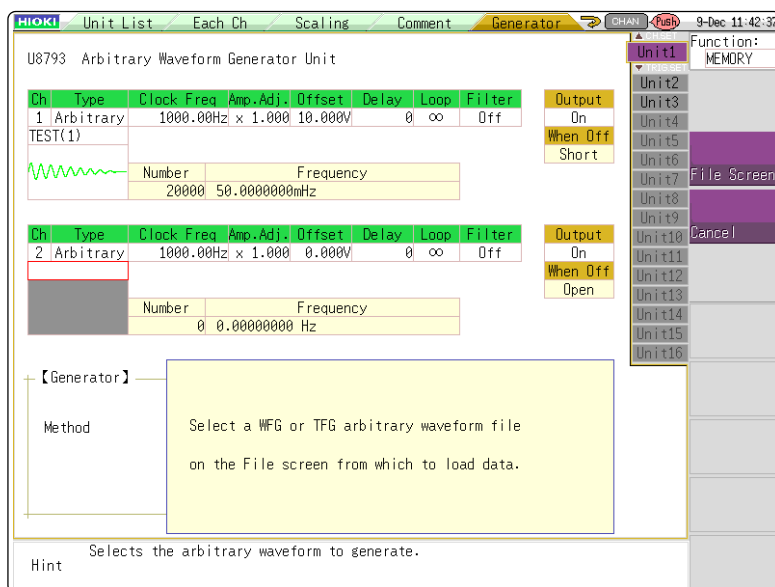 HIOKI Unit List Each Ch Scaling Comment Generator CHAN Push 9-Dec 11:42:37
CH.SET
Unit1
TRIG.SET
Function:
MEMORY
U8793 Arbitrary Waveform Generator Unit
Ch Type Clock Freq Amp.Adj. Offset Delay Loop Filter Output
1 Arbitrary 1000.00Hz x 1.000 10.000V 0 ∞ Off On
TEST(1) When Off
Short
Number Frequency
20000 50.0000000mHz
Ch Type Clock Freq Amp.Adj. Offset Delay Loop Filter Output
2 Arbitrary 1000.00Hz x 1.000 0.000V 0 ∞ Off On
When Off
Open
Number Frequency
0 0.00000000 Hz
Unit2
Unit3
Unit4
Unit5
Unit6
Unit7
Unit8
Unit9
Unit10
Unit11
Unit12
Unit13
Unit14
Unit15
Unit16
File Screen
Cancel
【Generator】
Method
Select a WFG or TFG arbitrary waveform file
on the File screen from which to load data.
Selects the arbitrary waveform to generate.
Hint